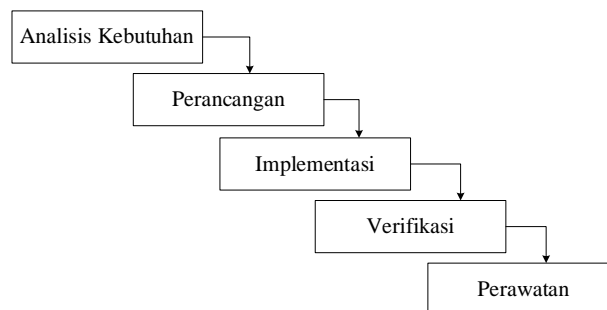 Analisis Kebutuhan
Perancangan
Implementasi
Verifikasi
Perawatan